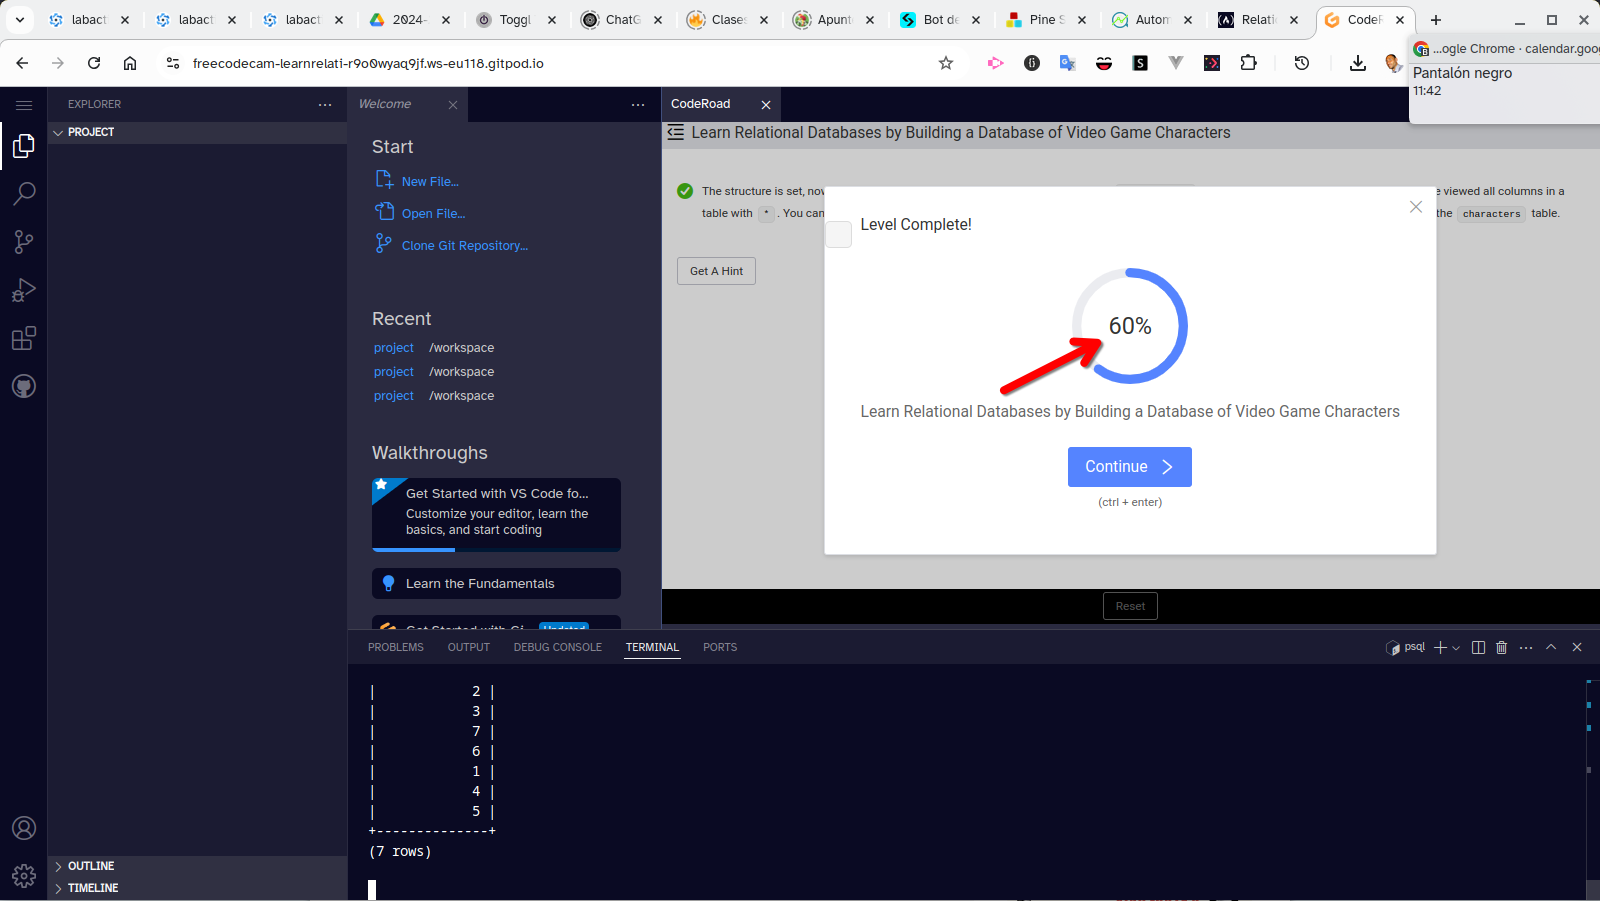 labact
labact
labact
2024-
Toggl
ChatG
Clases
Apunt
Bot de
Pine S
Autom
Relati
CodeR
freecodecam-learnrelati-r9o0wyaq9jf.ws-eu118.gitpod.io
...ogle Chrome · calendar.goo
Pantalón negro
11:42
EXPLORER
PROJECT
OUTLINE
TIMELINE
Welcome
Start
New File...
Open File...
Clone Git Repository...
Recent
project /workspace
project /workspace
project /workspace
Walkthroughs
Get Started with VS Code fo...
Customize your editor, learn the
basics, and start coding
Learn the Fundamentals
Updated
CodeRoad
Learn Relational Databases by Building a Database of Video Game Characters
The structure is set, nov
e viewed all columns in a
table with * . You can
the characters table.
Get A Hint
Level Complete!
60%
Learn Relational Databases by Building a Database of Video Game Characters
Continue
(ctrl + enter)
Reset
PROBLEMS OUTPUT DEBUG CONSOLE TERMINAL PORTS
psql
| 2 |
| 3 |
| 7 |
| 6 |
| 1 |
| 4 |
| 5 |
+--------------+
(7 rows)